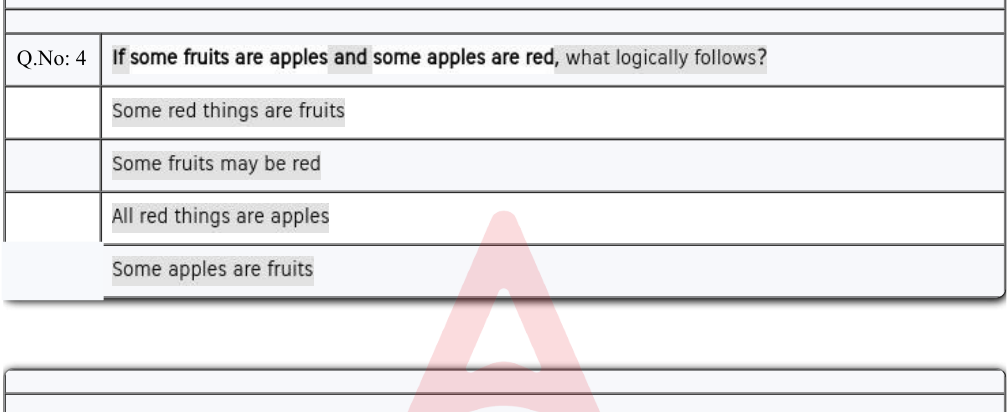 Q.No: 4 If some fruits are apples and some apples are red, what logically follows?
Some red things are fruits
Some fruits may be red
All red things are apples
Some apples are fruits